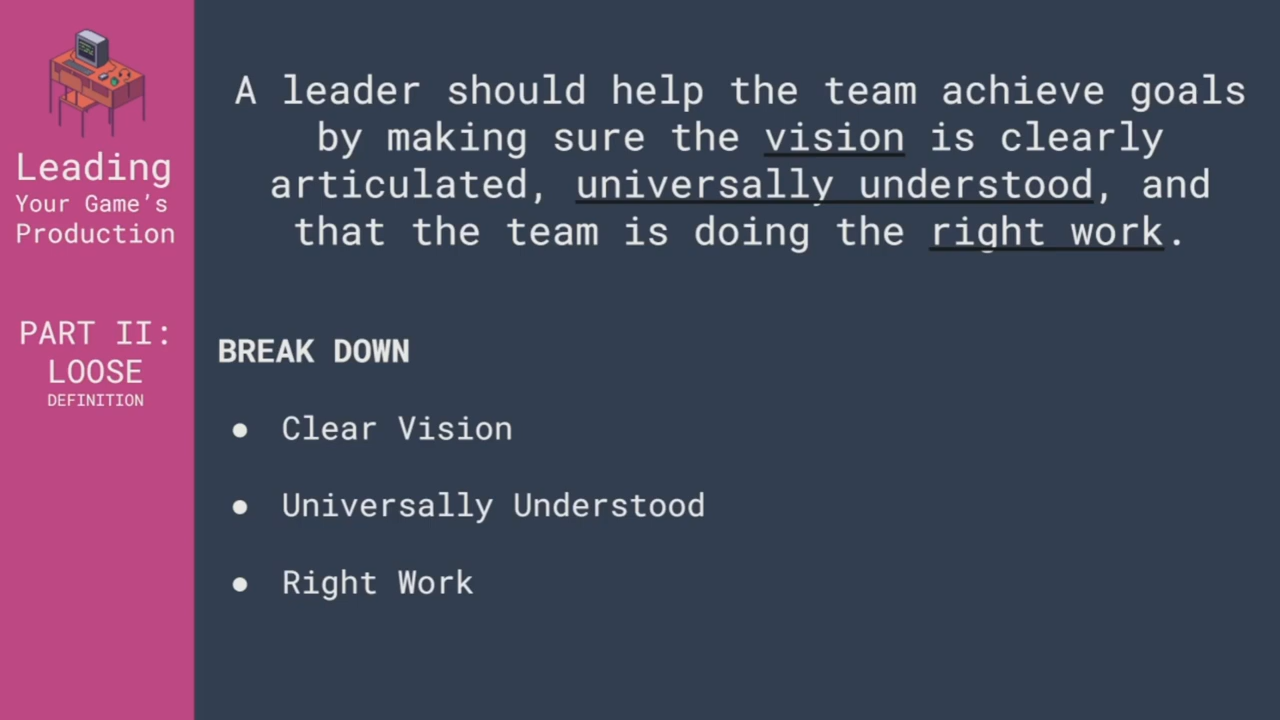 Leading
Your Game's
Production
PART II:
LOOSE
DEFINITION
A leader should help the team achieve goals
by making sure the vision is clearly
articulated, universally understood, and
that the team is doing the right work.
BREAK DOWN
● Clear Vision
● Universally Understood
● Right Work